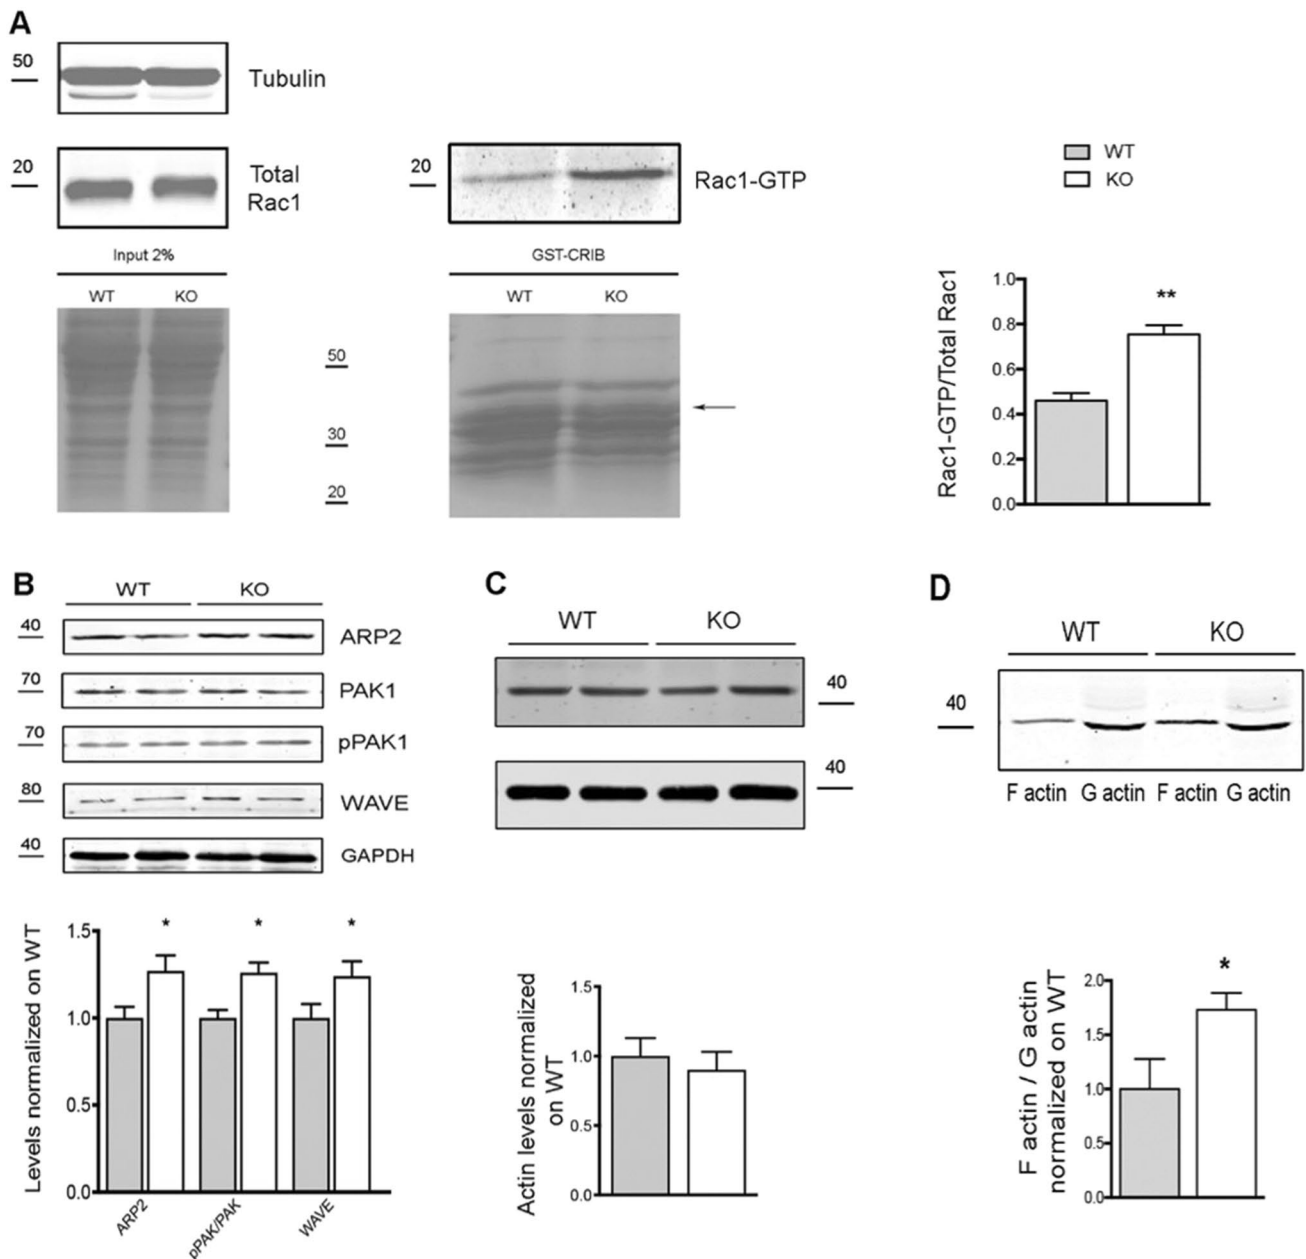 A
50
Tubulin
20
Total
Rac1
20
Rac1-GTP
WT
KO
Input 2%
GST-CRIB
WT KO
WT KO
50
30
20
Rac1-GTP/Total Rac1
1.0
0.8
0.6
0.4
0.2
0.0
**
B
WT KO
40
ARP2
70
PAK1
70
pPAK1
80
WAVE
40
GAPDH
Levels normalized on WT
1.5
1.0
0.5
0.0
* * *
ARP2
pPAK/PAK
WAVE
C
WT KO
40
40
Actin levels normalized
on WT
1.5
1.0
0.5
0.0
D
WT KO
40
F actin G actin F actin G actin
F actin / G actin
normalized on WT
2.0
1.5
1.0
0.5
0.0
*